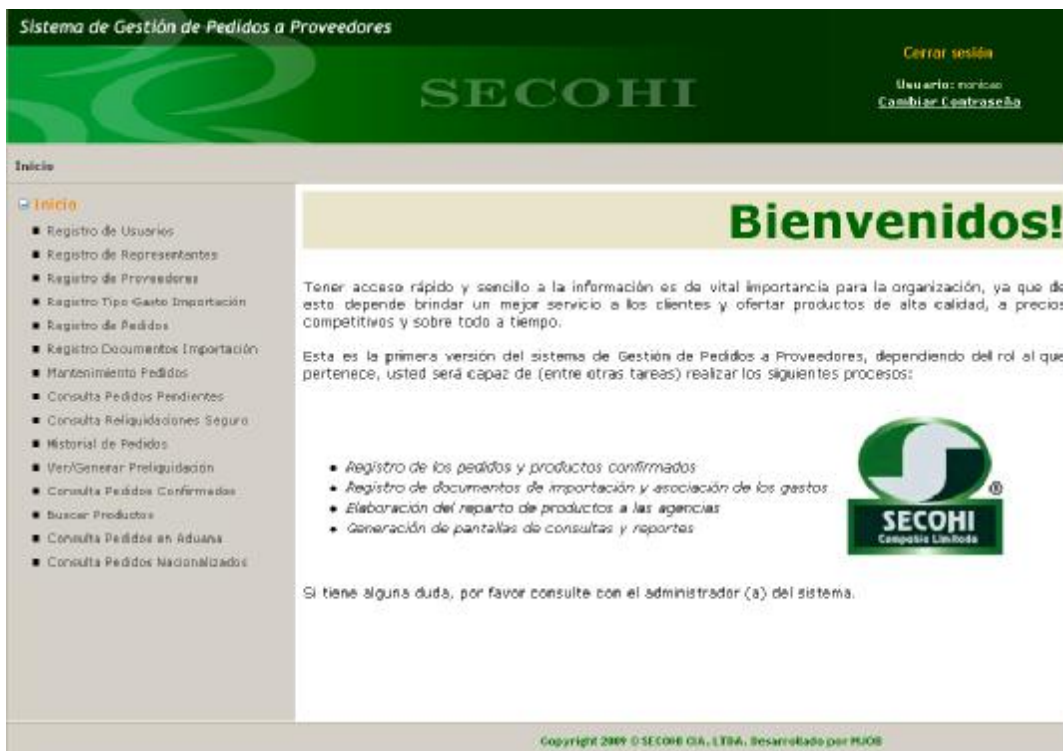 Sistema de Gestión de Pedidos a Proveedores
Cerrar sesión
SECOHI
Usuario: monicao
Cambiar Contraseña
Inicio
Inicio
Registro de Usuarios
Registro de Representantes
Registro de Proveedores
Registro Tipo Gasto Importación
Registro de Pedidos
Registro Documentos Importación
Mantenimiento Pedidos
Consulta Pedidos Pendientes
Consulta Reliquidaciones Seguro
Historial de Pedidos
Ver/Generar Preliquidación
Consulta Pedidos Confirmados
Buscar Productos
Consulta Pedidos en Aduana
Consulta Pedidos Nacionalizados
Bienvenidos!
Tener acceso rápido y sencillo a la información es de vital importancia para la organización, ya que de
esto depende brindar un mejor servicio a los clientes y ofertar productos de alta calidad, a precios
competitivos y sobre todo a tiempo.
Esta es la primera versión del sistema de Gestión de Pedidos a Proveedores, dependiendo del rol al que
pertenece, usted será capaz de (entre otras tareas) realizar los siguientes procesos:
Registro de los pedidos y productos confirmados
Registro de documentos de importación y asociación de los gastos
Elaboración del reparto de productos a las agencias
Generación de pantallas de consultas y reportes
®
SECOHI
Compañía Limitada
Si tiene alguna duda, por favor consulte con el administrador (a) del sistema.
Copyright 2009 © SECOHI CIA. LTDA. Desarrollado por MJOB